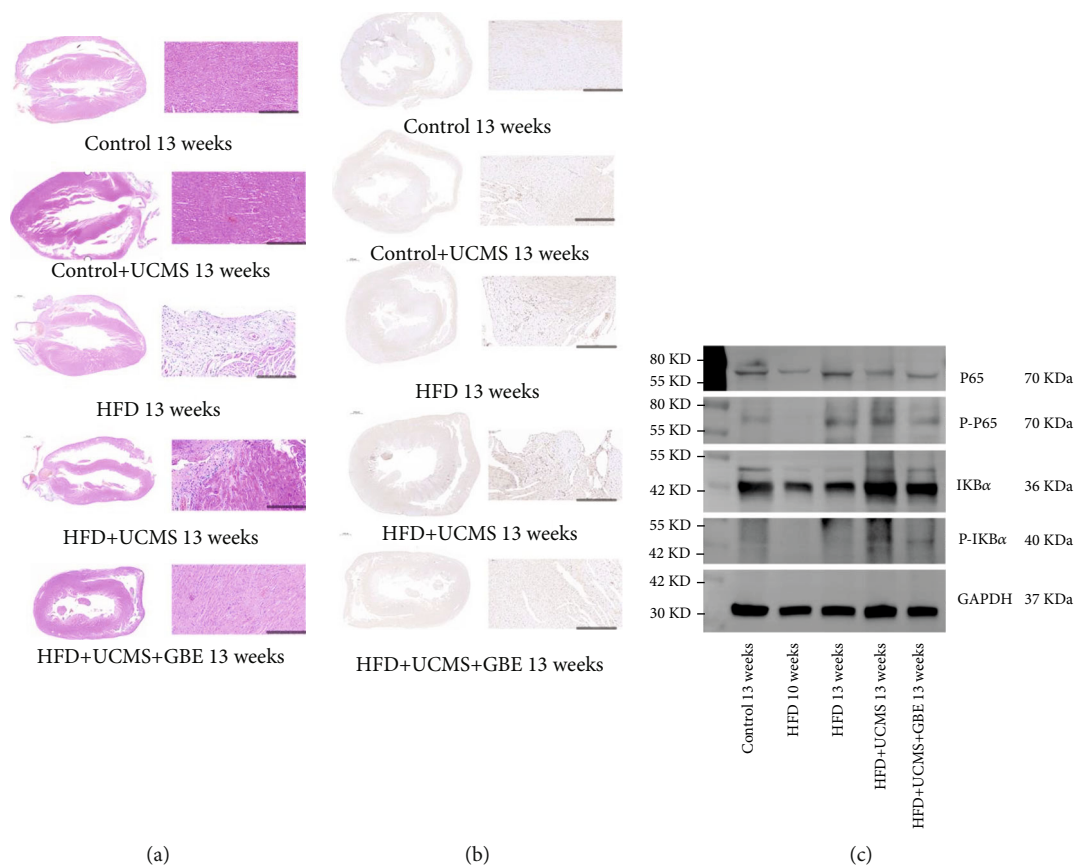 Control 13 weeks
Control+UCMS 13 weeks
HFD 13 weeks
HFD+UCMS 13 weeks
HFD+UCMS+GBE 13 weeks
(a)
Control 13 weeks
Control+UCMS 13 weeks
HFD 13 weeks
HFD+UCMS 13 weeks
HFD+UCMS+GBE 13 weeks
(b)
80 KD
55 KD
P65 70 KDa
80 KD
55 KD
P-P65 70 KDa
55 KD
42 KD
IKBα 36 KDa
55 KD
42 KD
P-IKBα 40 KDa
42 KD
30 KD
GAPDH 37 KDa
Control 13 weeks
HFD 10 weeks
HFD 13 weeks
HFD+UCMS 13 weeks
HFD+UCMS+GBE 13 weeks
(c)